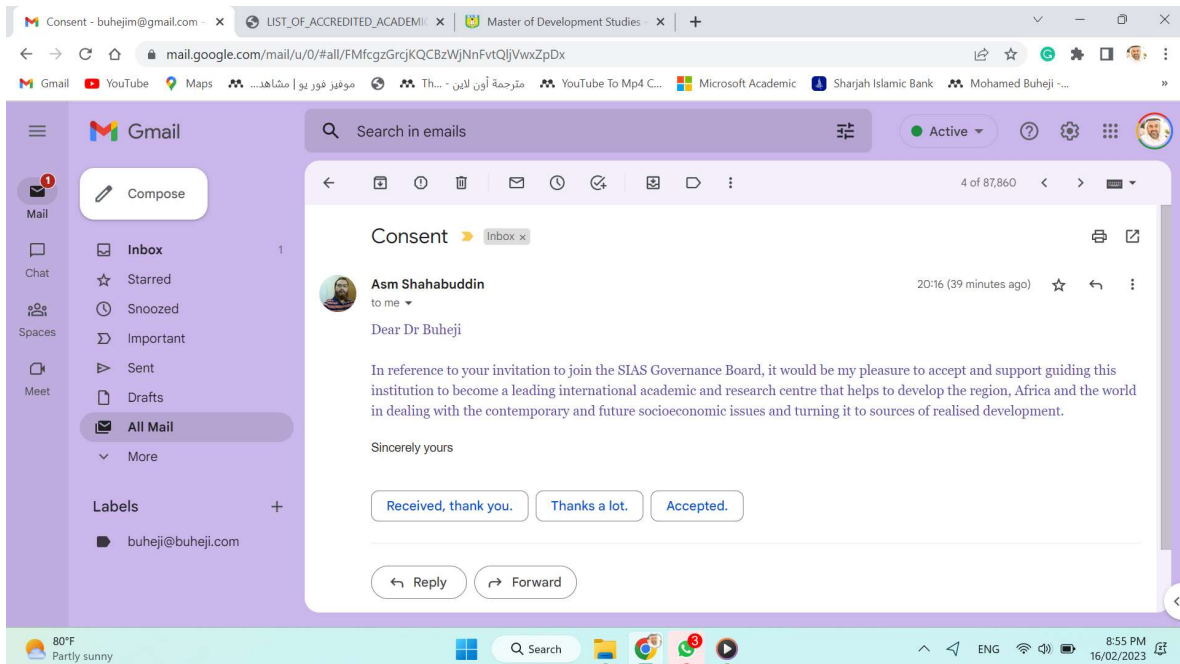 Consent - buhejim@gmail.com -
LIST_OF_ACCREDITED_ACADEMIC
Master of Development Studies -
mail.google.com/mail/u/0/#all/FMfcgzGrcjKQCBzWjNnFvtQljVwxZpDx
Gmail
YouTube
Maps
موفيز فور يو | مشاهد...
Th... - مترجمة أون لاين
YouTube To Mp4 C...
Microsoft Academic
Sharjah Islamic Bank
Mohamed Buheji -...
Gmail
Search in emails
Active
1
Mail
Chat
Spaces
Meet
Compose
Inbox 1
Starred
Snoozed
Important
Sent
Drafts
All Mail
More
Labels
buheji@buheji.com
4 of 87,860
Consent
Inbox x
Asm Shahabuddin
20:16 (39 minutes ago)
to me
Dear Dr Buheji
In reference to your invitation to join the SIAS Governance Board, it would be my pleasure to accept and support guiding this
institution to become a leading international academic and research centre that helps to develop the region, Africa and the world
in dealing with the contemporary and future socioeconomic issues and turning it to sources of realised development.
Sincerely yours
Received, thank you.
Thanks a lot.
Accepted.
Reply
Forward
80°F
Partly sunny
Search
3
ENG
8:55 PM
16/02/2023